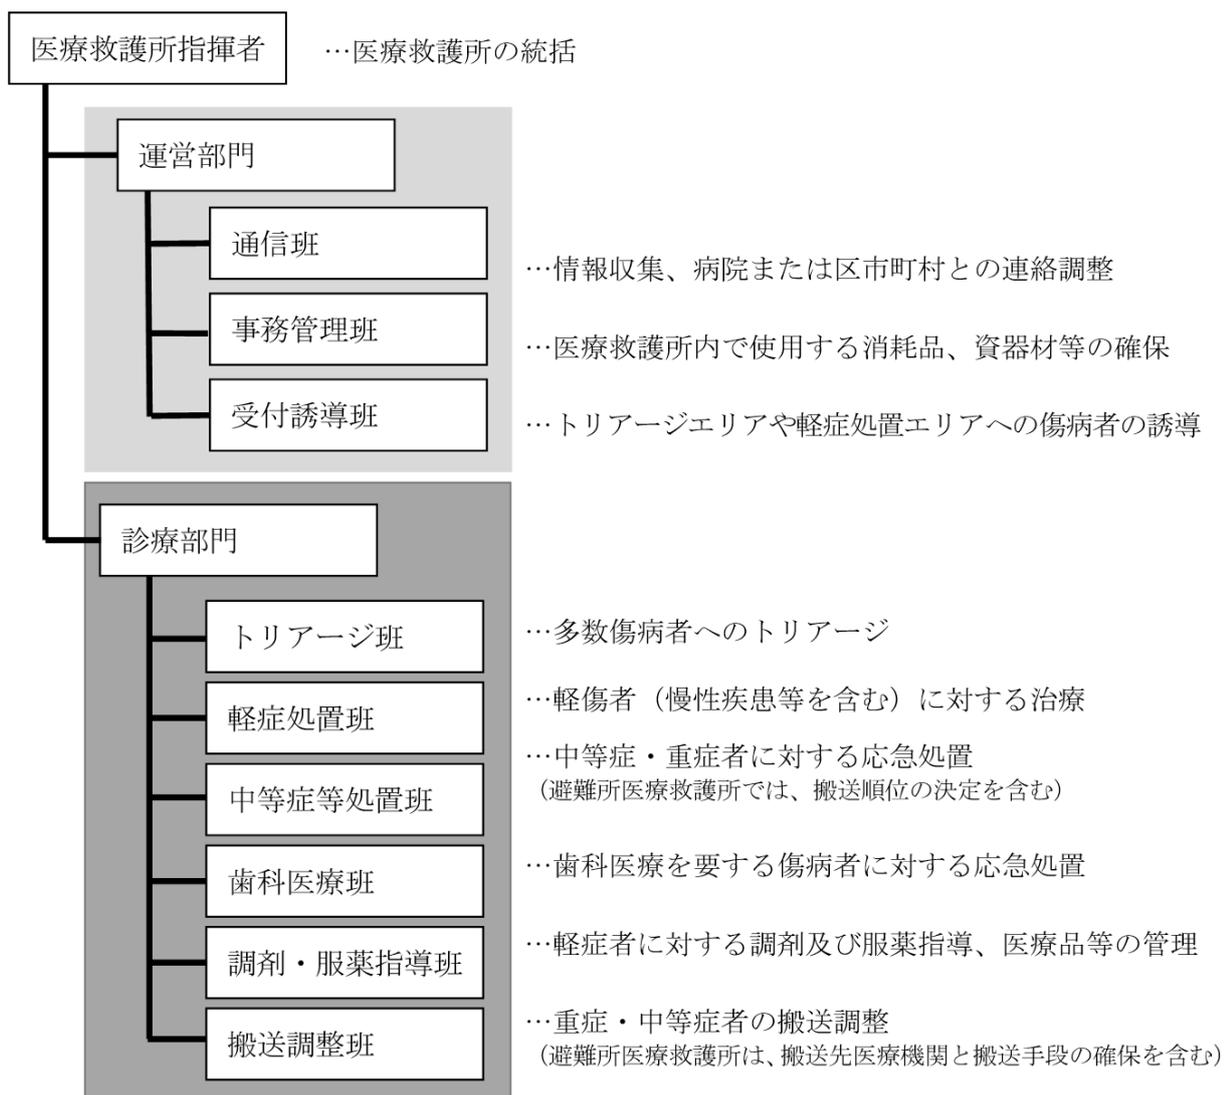 医療救護所指揮者 …医療救護所の統括
運営部門
通信班
…情報収集、病院または区市町村との連絡調整
事務管理班
…医療救護所内で使用する消耗品、資器材等の確保
受付誘導班
…トリアージエリアや軽症処置エリアへの傷病者の誘導
診療部門
トリアージ班
…多数傷病者へのトリアージ
軽症処置班
…軽傷者（慢性疾患等を含む）に対する治療
中等症等処置班
…中等症・重症者に対する応急処置
（避難所医療救護所では、搬送順位の決定を含む）
歯科医療班
…歯科医療を要する傷病者に対する応急処置
調剤・服薬指導班
…軽症者に対する調剤及び服薬指導、医療品等の管理
搬送調整班
…重症・中等症者の搬送調整
（避難所医療救護所は、搬送先医療機関と搬送手段の確保を含む）